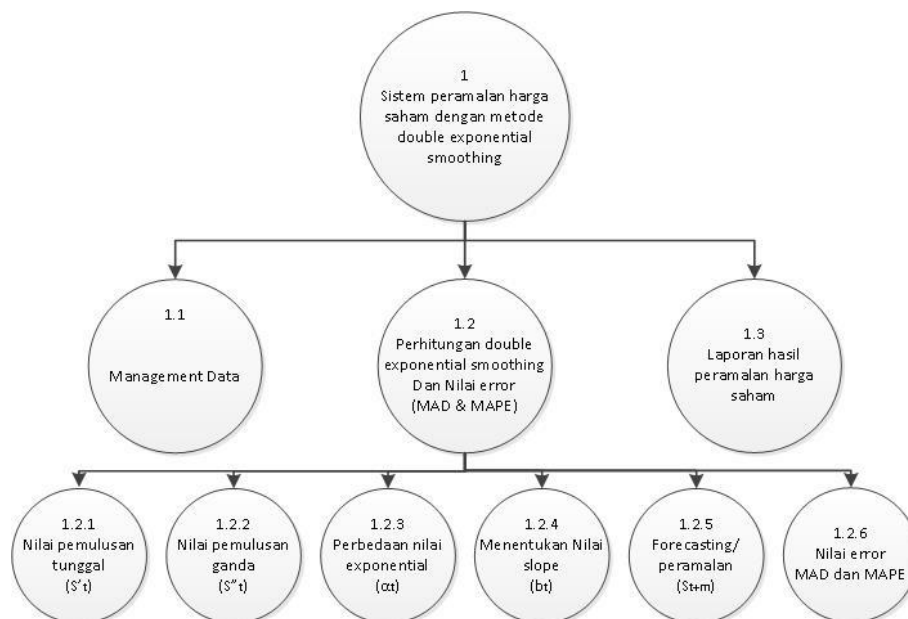 1
Sistem peramalan harga
saham dengan metode
double exponential
smoothing
1.1
Management Data
1.2
Perhitungan double
exponential smoothing
Dan Nilai error
(MAD & MAPE)
1.3
Laporan hasil
peramalan harga
saham
1.2.1
Nilai pemulusan
tunggal
(S't)
1.2.2
Nilai pemulusan
ganda
(S"t)
1.2.3
Perbedaan nilai
exponential
(αt)
1.2.4
Menentukan Nilai
slope
(bt)
1.2.5
Forecasting/
peramalan
(St+m)
1.2.6
Nilai error
MAD dan MAPE